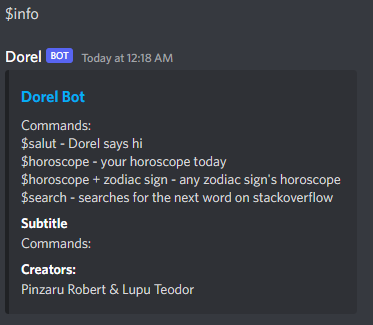 $info
Dorel BOT Today at 12:18 AM
Dorel Bot
Commands:
$salut - Dorel says hi
$horoscope - your horoscope today
$horoscope + zodiac sign - any zodiac sign's horoscope
$search - searches for the next word on stackoverflow
Subtitle
Commands:
Creators:
Pinzaru Robert & Lupu Teodor